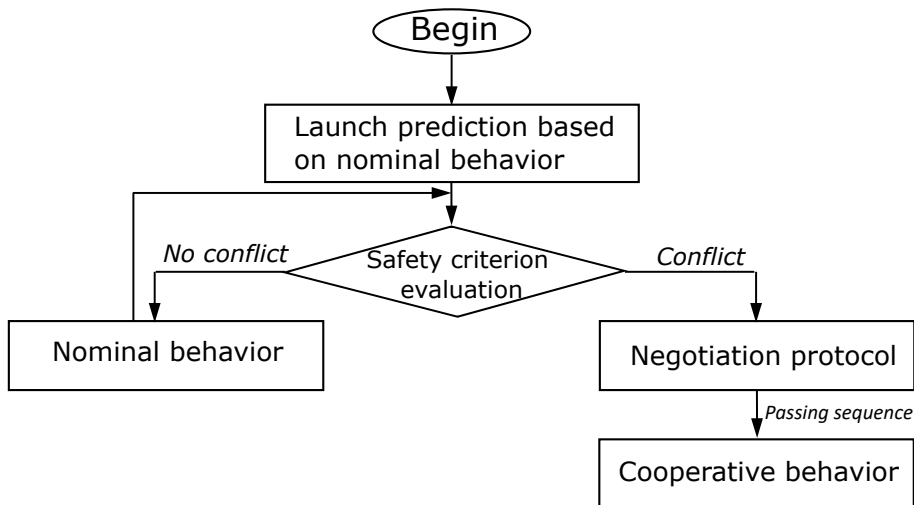 Begin
Launch prediction based
on nominal behavior
No conflict
Safety criterion
evaluation
Conflict
Nominal behavior
Negotiation protocol
Passing sequence
Cooperative behavior